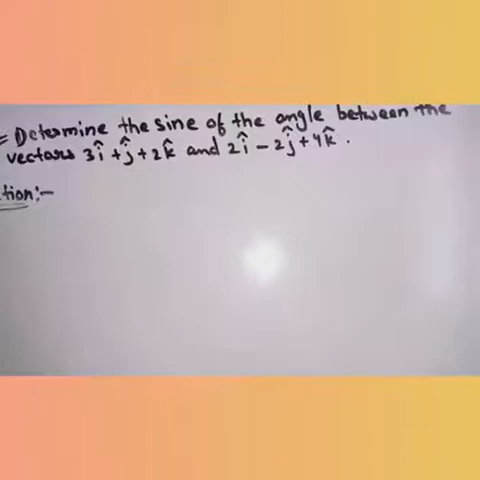 = Determine the sine of the angle between the
vectors 3î + ĵ + 2k̂ and 2î - 2ĵ + 4k̂ .
tion:-